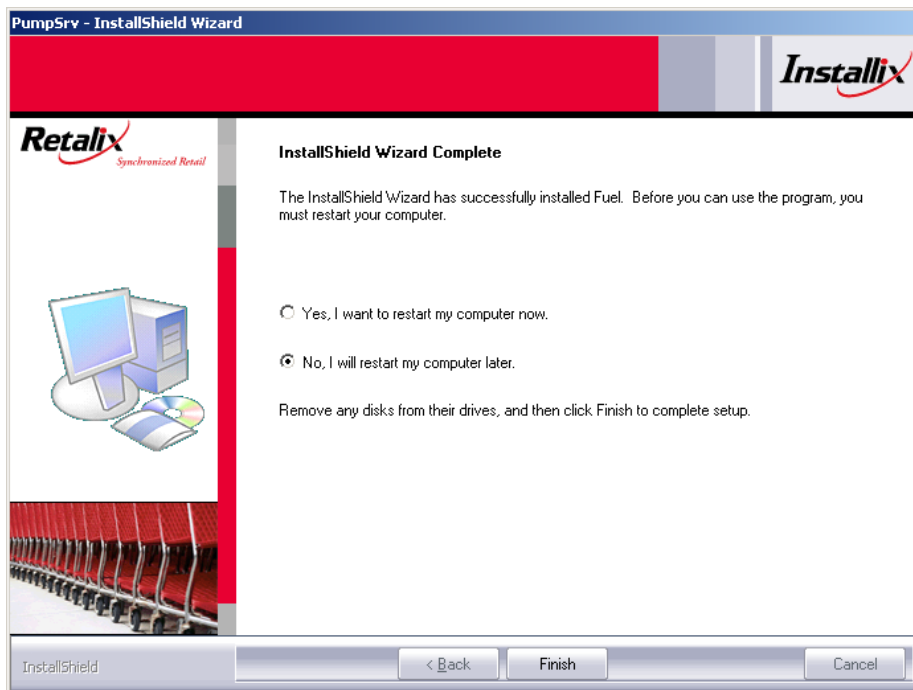 PumpSrv - InstallShield Wizard
Installix
Retalix
Synchronized Retail
InstallShield Wizard Complete
The InstallShield Wizard has successfully installed Fuel. Before you can use the program, you
must restart your computer.
Yes, I want to restart my computer now.
No, I will restart my computer later.
Remove any disks from their drives, and then click Finish to complete setup.
InstallShield
< Back
Finish
Cancel